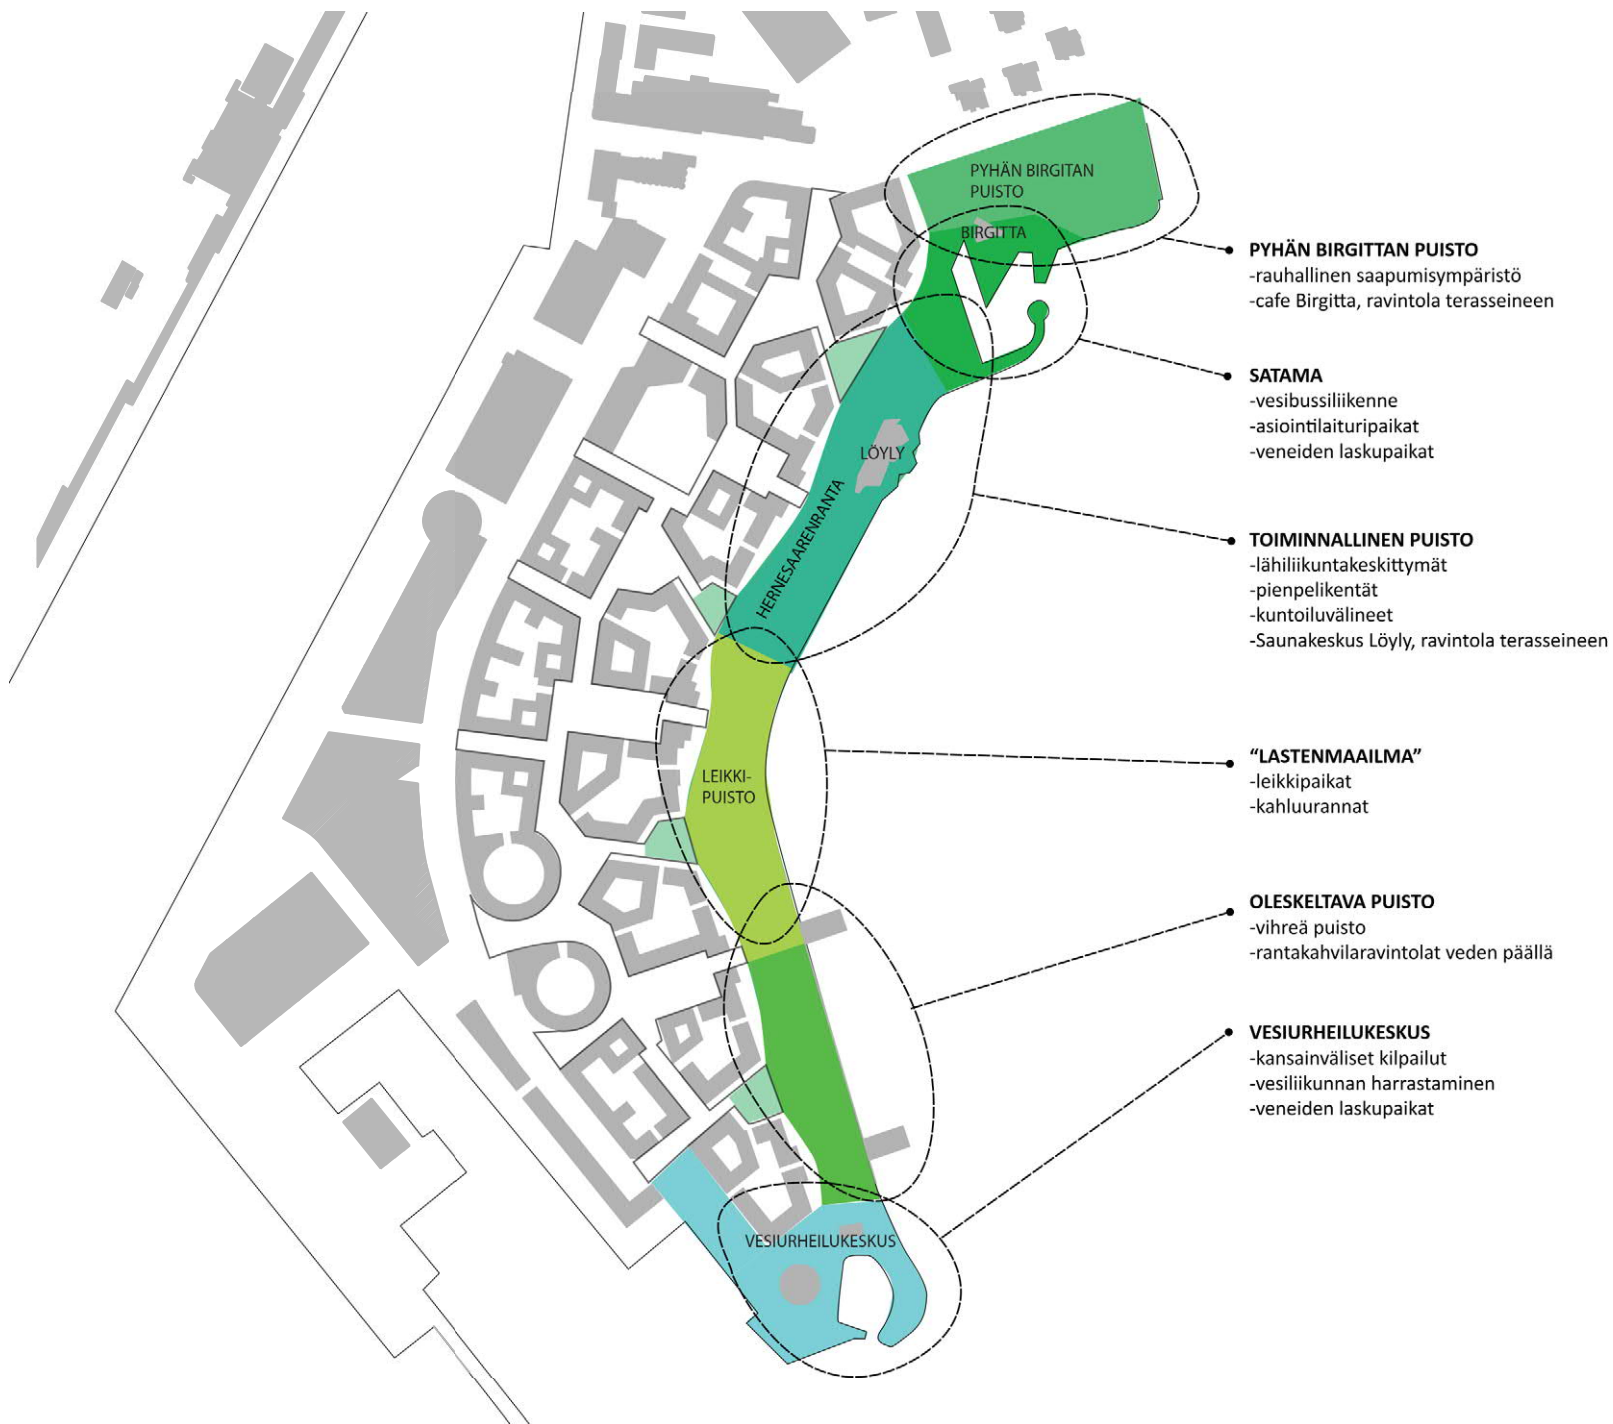 PYHÄN BIRGITAN
PUISTO
BIRGITTA
LÖYLY
HERNESAARENRANTA
LEIKKI-
PUISTO
VESIURHEILUKESKUS
PYHÄN BIRGITTAN PUISTO
-rauhallinen saapumisympäristö
-cafe Birgitta, ravintola terasseineen
SATAMA
-vesibussiliikenne
-asiointilaituripaikat
-veneiden laskupaikat
TOIMINNALLINEN PUISTO
-lähiliikuntakeskittymät
-pienpelikentät
-kuntoiluvälineet
-Saunakeskus Löyly, ravintola terasseineen
“LASTENMAAILMA”
-leikkipaikat
-kahluurannat
OLESKELTAVA PUISTO
-vihreä puisto
-rantakahvilaravintolat veden päällä
VESIURHEILUKESKUS
-kansainväliset kilpailut
-vesiliikunnan harrastaminen
-veneiden laskupaikat